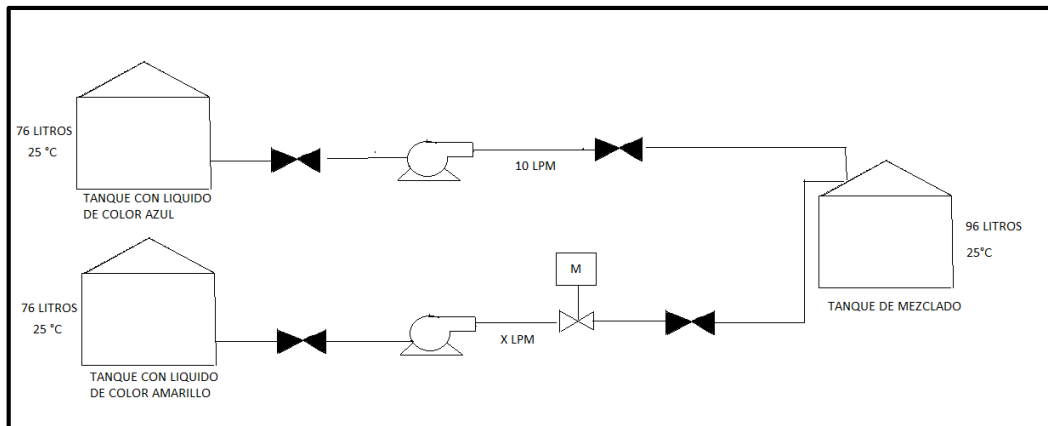 76 LITROS
25 °C
TANQUE CON LIQUIDO
DE COLOR AZUL
10 LPM
96 LITROS
25°C
TANQUE DE MEZCLADO
M
76 LITROS
25 °C
X LPM
TANQUE CON LIQUIDO
DE COLOR AMARILLO